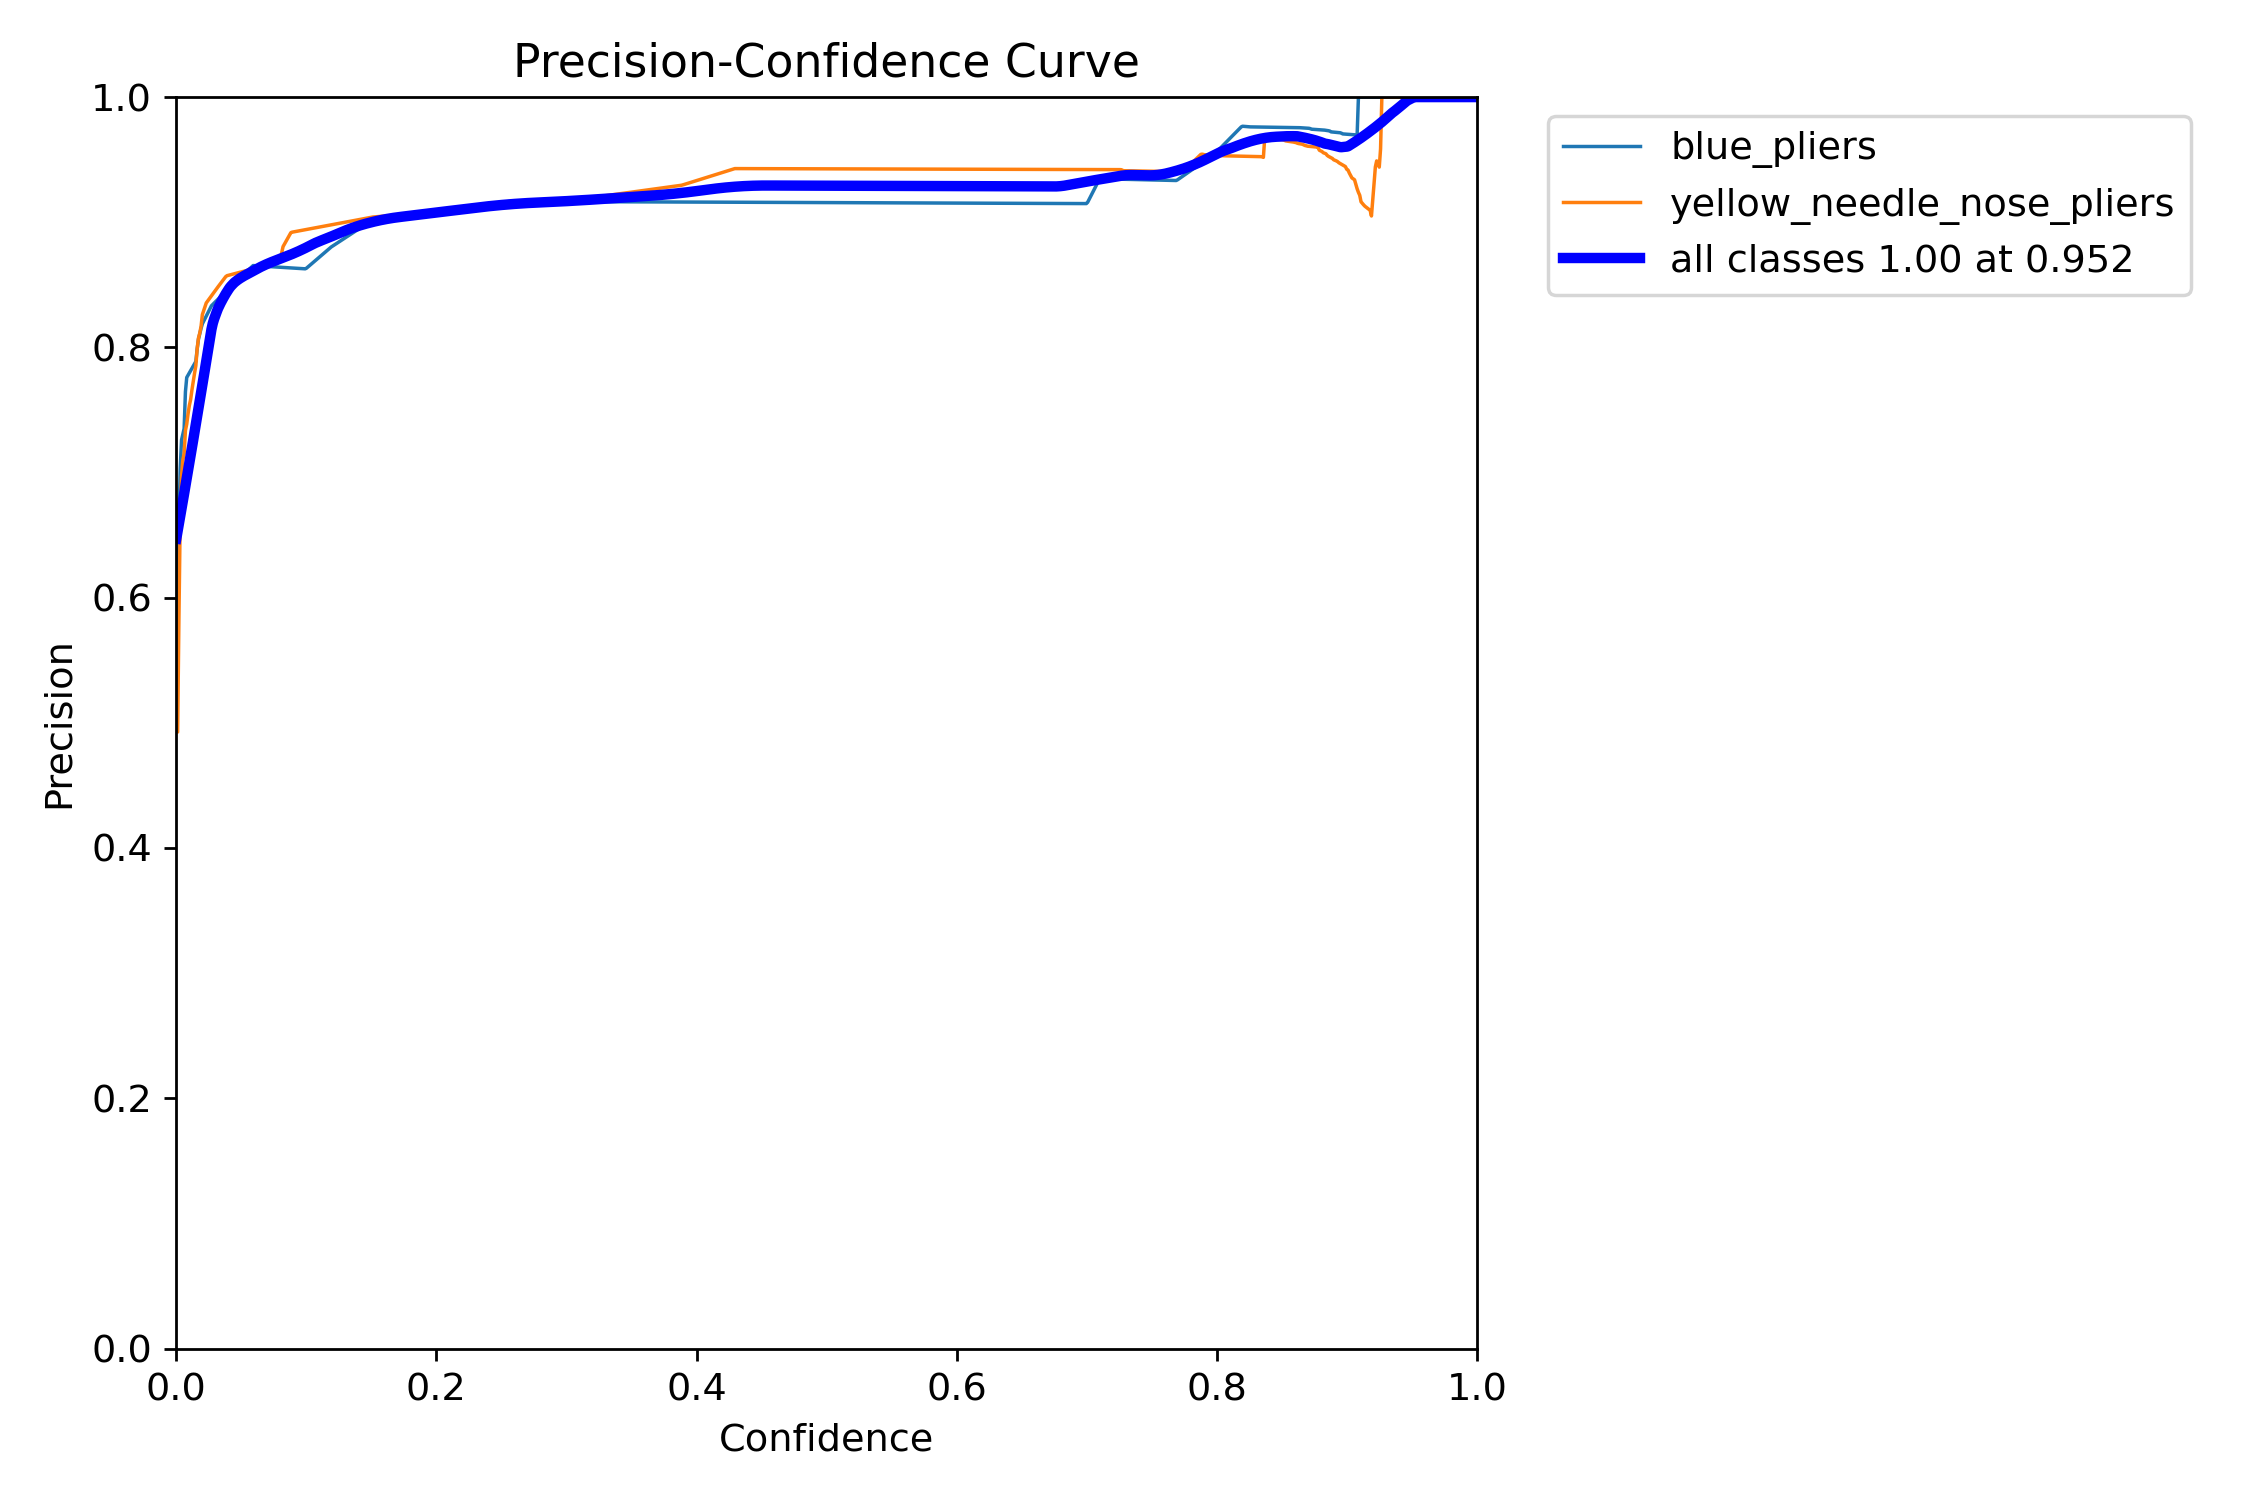 Precision-Confidence Curve
1.0
0.8
0.6
0.4
0.2
0.0
Precision
0.0 0.2 0.4 0.6 0.8 1.0
Confidence
blue_pliers
yellow_needle_nose_pliers
all classes 1.00 at 0.952